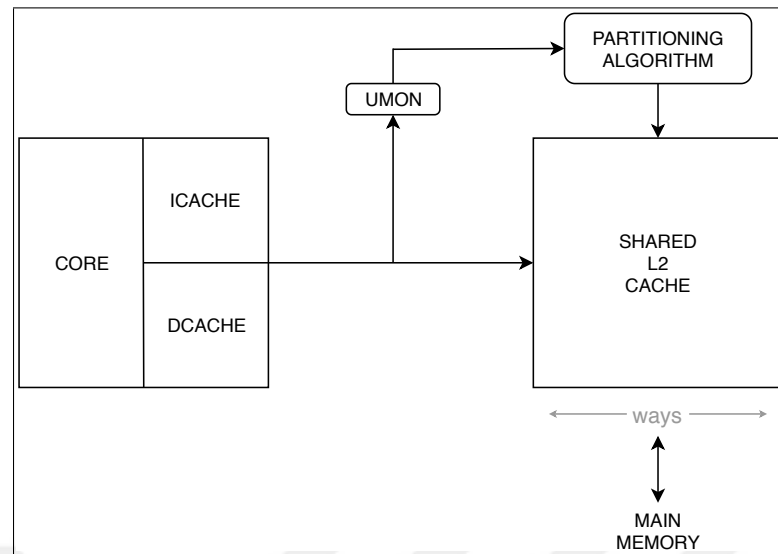 PARTITIONING
ALGORITHM
UMON
ICACHE
CORE
DCACHE
SHARED
L2
CACHE
ways
MAIN
MEMORY